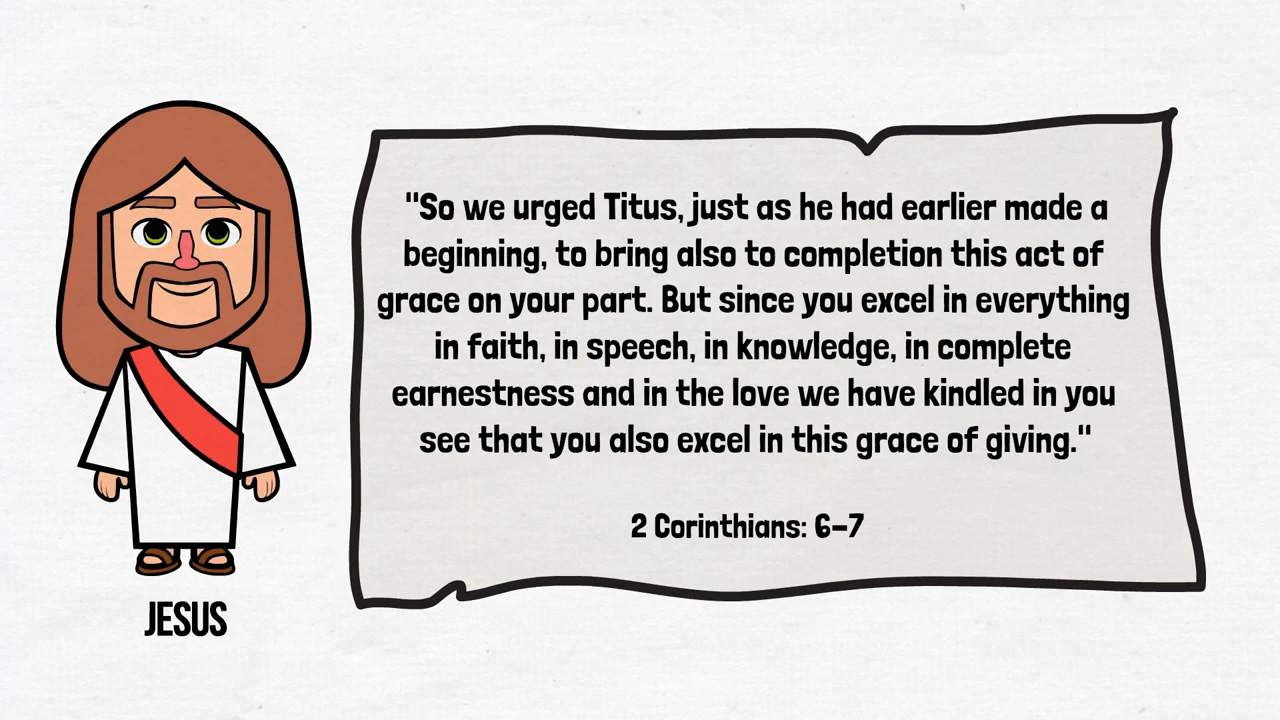 "So we urged Titus, just as he had earlier made a
beginning, to bring also to completion this act of
grace on your part. But since you excel in everything
in faith, in speech, in knowledge, in complete
earnestness and in the love we have kindled in you
see that you also excel in this grace of giving."
2 Corinthians: 6–7
JESUS